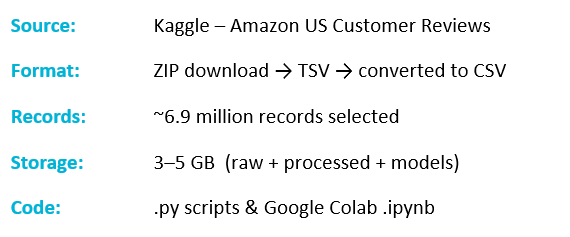 Source: Kaggle – Amazon US Customer Reviews
Format: ZIP download → TSV → converted to CSV
Records: ~6.9 million records selected
Storage: 3–5 GB (raw + processed + models)
Code: .py scripts & Google Colab .ipynb